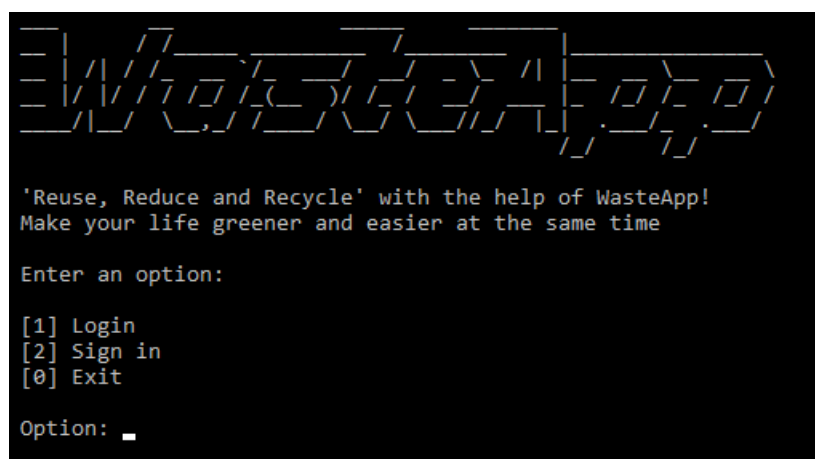 WasteApp
'Reuse, Reduce and Recycle' with the help of WasteApp!
Make your life greener and easier at the same time
Enter an option:
[1] Login
[2] Sign in
[0] Exit
Option: